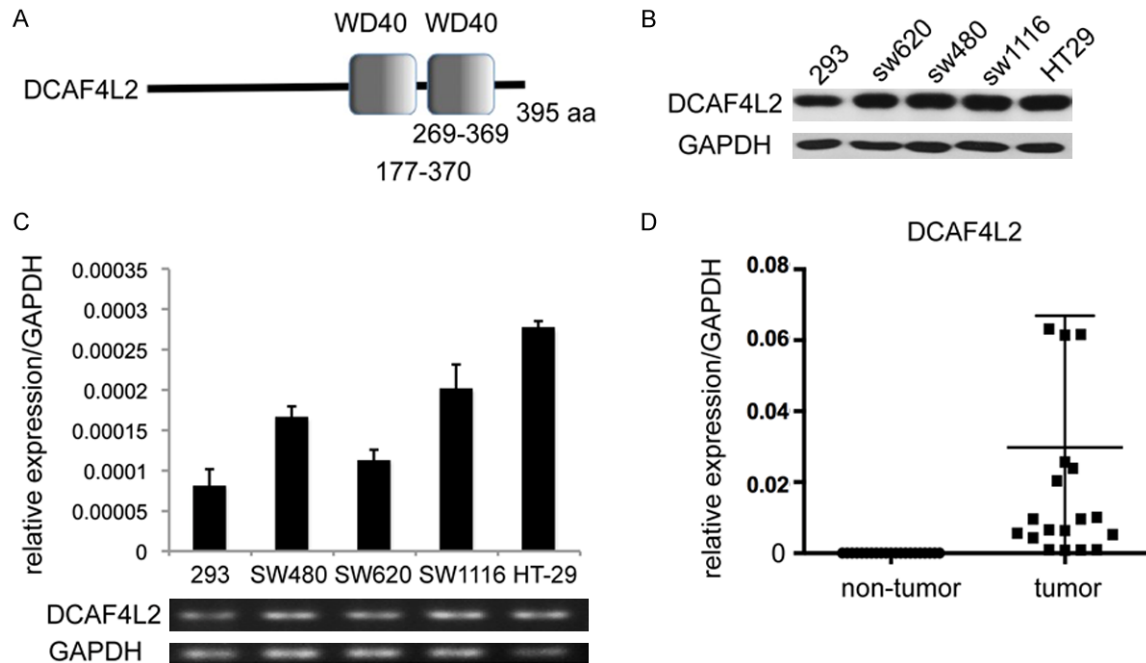 A
WD40 WD40
DCAF4L2
395 aa
269-369
177-370
B
293 sw620 sw480 sw1116 HT29
DCAF4L2
GAPDH
C
relative expression/GAPDH
0.00035
0.0003
0.00025
0.0002
0.00015
0.0001
0.00005
0
293 SW480 SW620 SW1116 HT-29
DCAF4L2
GAPDH
D
DCAF4L2
relative expression/GAPDH
0.08
0.06
0.04
0.02
0
non-tumor tumor